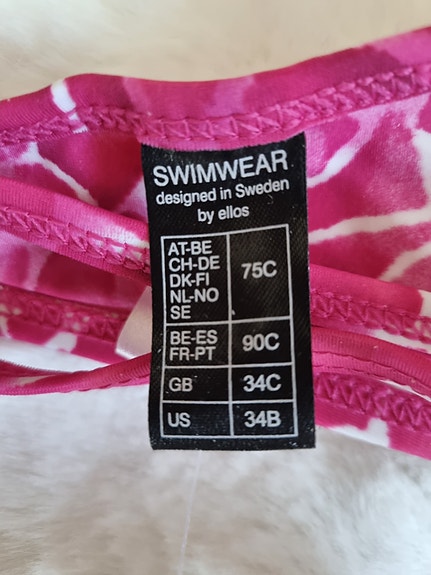 SWIMWEAR
designed in Sweden
by ellos
AT-BE
CH-DE
DK-FI
NL-NO
SE
75C
BE-ES
FR-PT
90C
GB
34C
US
34B